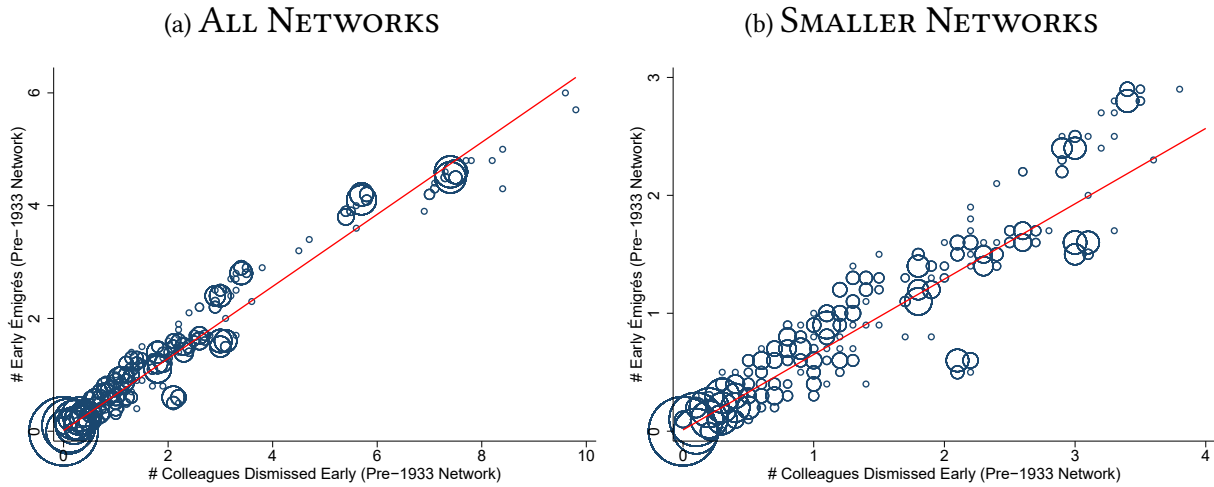 (a) ALL NETWORKS
# Early Émigrés (Pre−1933 Network)
6
4
2
0
0 2 4 6 8 10
# Colleagues Dismissed Early (Pre−1933 Network)
(b) SMALLER NETWORKS
# Early Émigrés (Pre−1933 Network)
3
2
1
0
0 1 2 3 4
# Colleagues Dismissed Early (Pre−1933 Network)